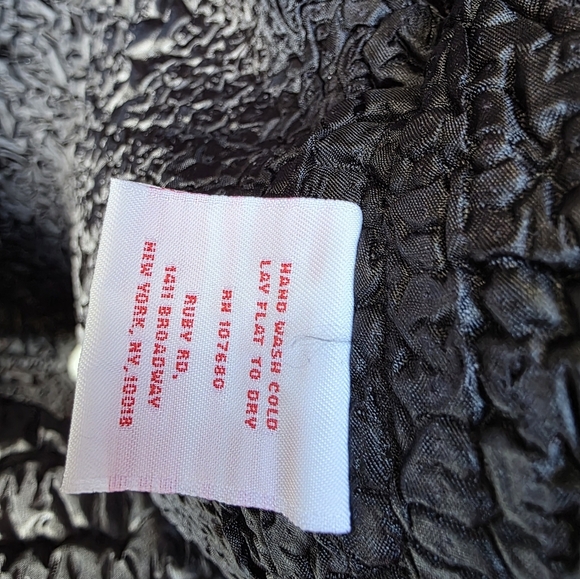 HAND WASH COLD
LAY FLAT TO DRY
RN 107680
RUBY RD,
1411 BROADWAY
NEW YORK, NY, 10018